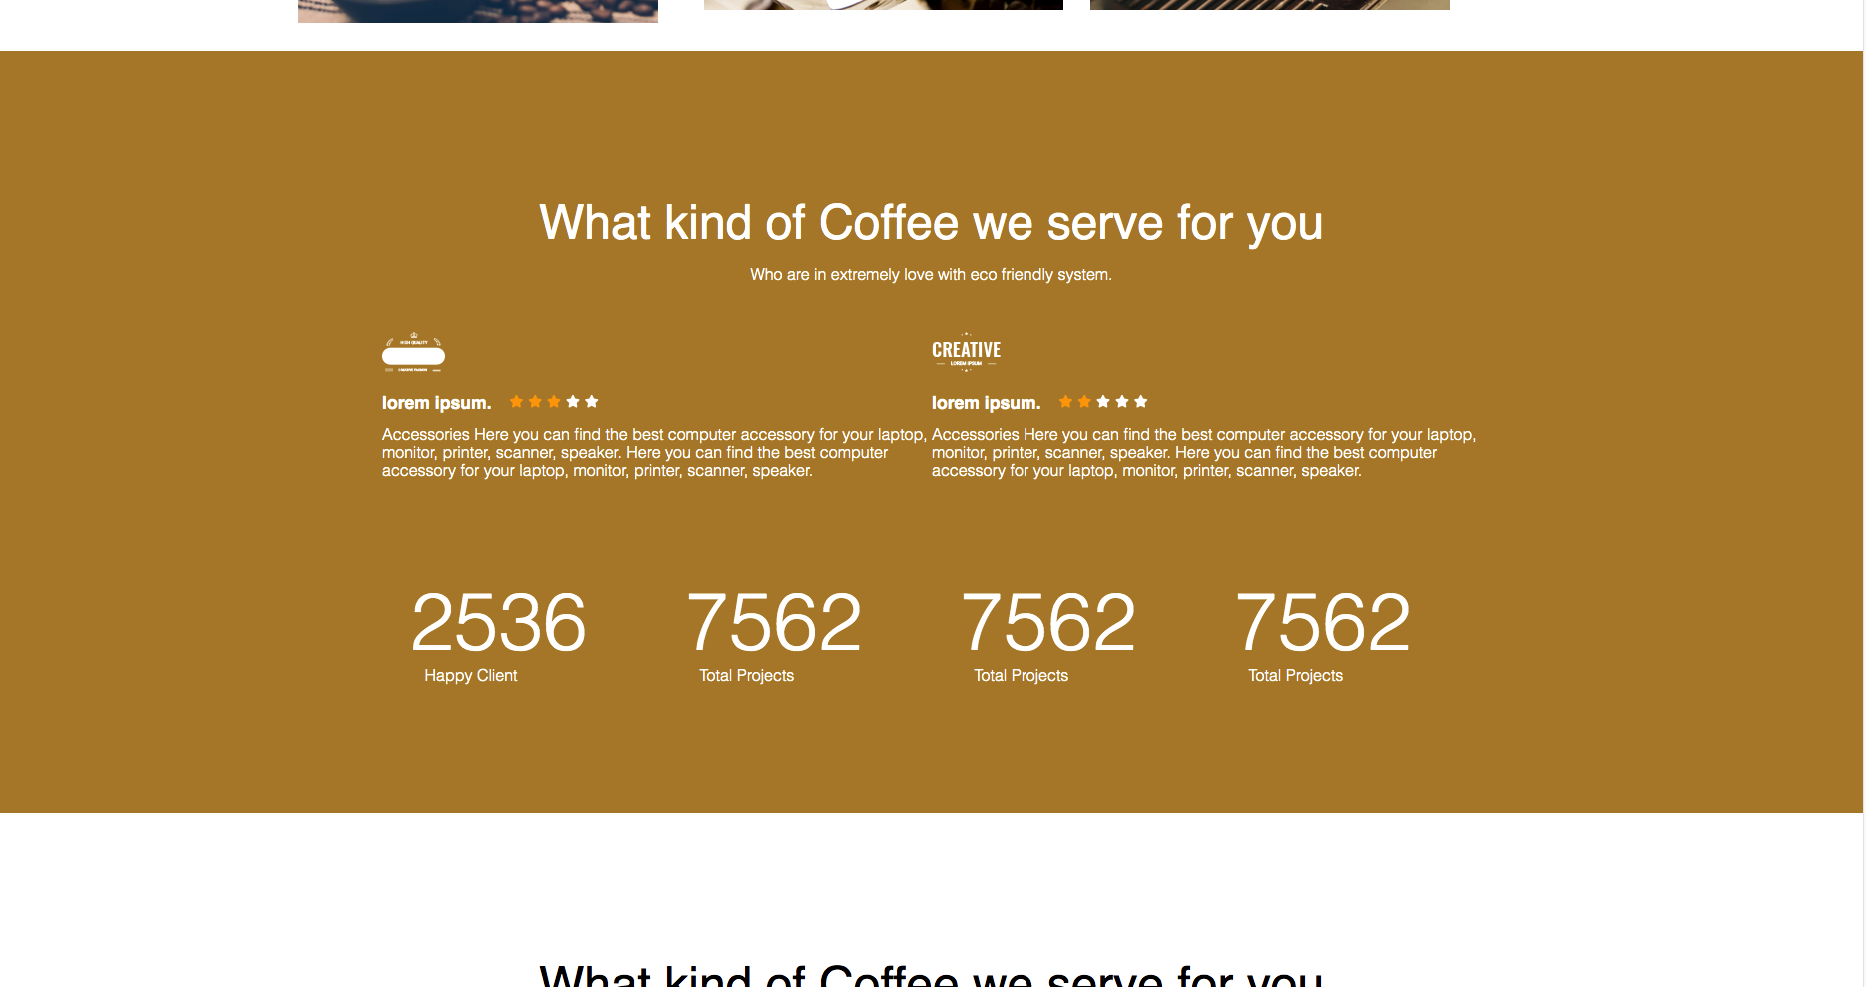 What kind of Coffee we serve for you
Who are in extremely love with eco friendly system.
HIGH QUALITY
CREATIVE
LOREM IPSUM
lorem ipsum.
Accessories Here you can find the best computer accessory for your laptop,
monitor, printer, scanner, speaker. Here you can find the best computer
accessory for your laptop, monitor, printer, scanner, speaker.
lorem ipsum.
Accessories Here you can find the best computer accessory for your laptop,
monitor, printer, scanner, speaker. Here you can find the best computer
accessory for your laptop, monitor, printer, scanner, speaker.
2536
Happy Client
7562
Total Projects
7562
Total Projects
7562
Total Projects
What kind of Coffee we serve for you